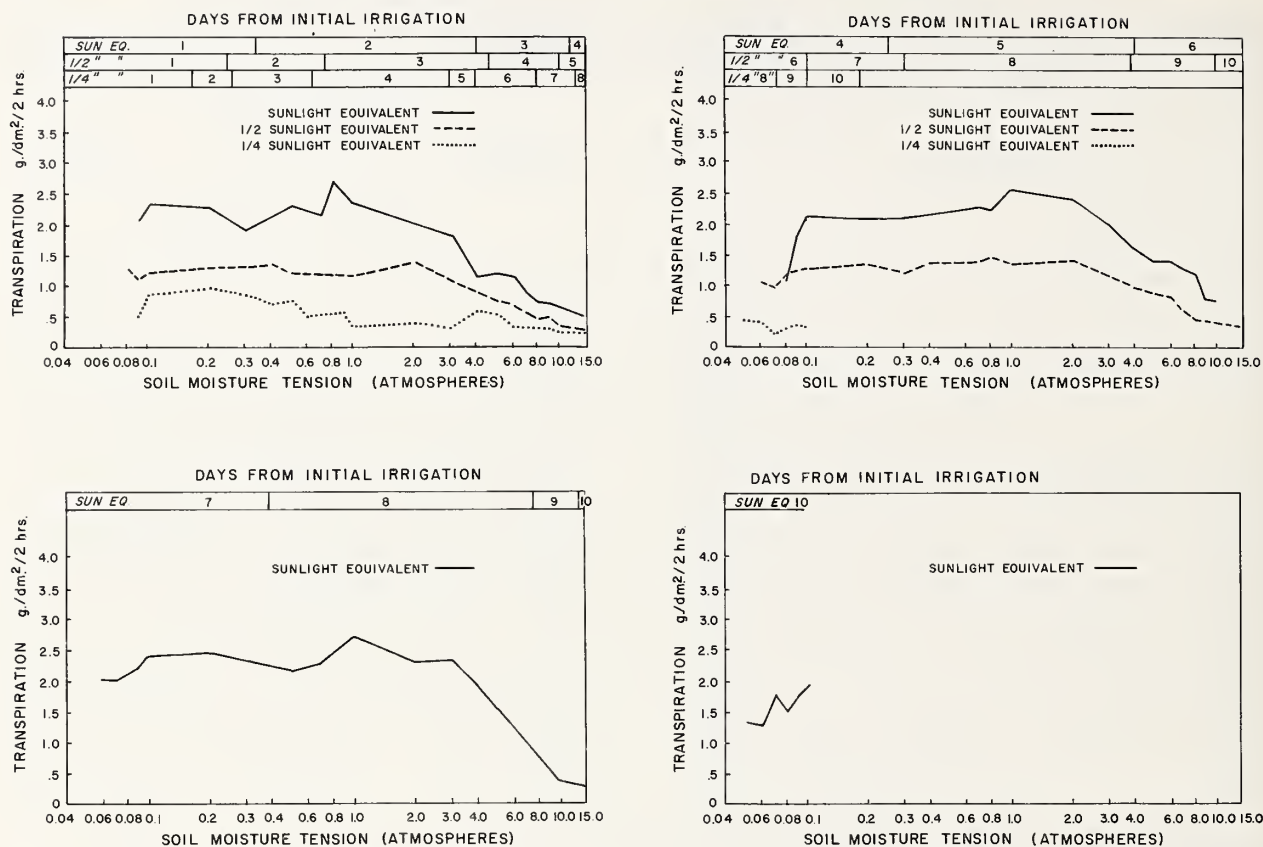 DAYS FROM INITIAL IRRIGATION
SUN EQ. 1 2 3 4
1/2 " " 1 2 3 4 5
1/4 " " 1 2 3 4 5 6 7 8
TRANSPIRATION g./dm²/2 hrs.
4.0
3.5
3.0
2.5
2.0
1.5
1.0
.5
0
SUNLIGHT EQUIVALENT
1/2 SUNLIGHT EQUIVALENT
1/4 SUNLIGHT EQUIVALENT
0.04 006 0.08 0.1 0.2 0.3 0.4 0.6 0.8 1.0 2.0 3.0 4.0 6.0 8.0 10.0 15.0
SOIL MOISTURE TENSION (ATMOSPHERES)
DAYS FROM INITIAL IRRIGATION
SUN EQ. 4 5 6
1/2 " " 6 7 8 9 10
1/4 " 8 " 9 10
TRANSPIRATION g./dm²/2 hrs.
4.0
3.5
3.0
2.5
2.0
1.5
1.0
.5
0
SUNLIGHT EQUIVALENT
1/2 SUNLIGHT EQUIVALENT
1/4 SUNLIGHT EQUIVALENT
0.04 0.06 0.08 0.1 0.2 0.3 0.4 0.6 0.8 1.0 2.0 3.0 4.0 6.0 8.0 10.0 15.0
SOIL MOISTURE TENSION (ATMOSPHERES)
DAYS FROM INITIAL IRRIGATION
SUN EQ. 7 8 9 10
TRANSPIRATION g./dm²/2 hrs.
4.0
3.5
3.0
2.5
2.0
1.5
1.0
.5
0
SUNLIGHT EQUIVALENT
0.04 0.06 0.08 0.1 0.2 0.3 0.4 0.6 0.8 1.0 2.0 3.0 4.0 6.0 8.0 10.0 15.0
SOIL MOISTURE TENSION (ATMOSPHERES)
DAYS FROM INITIAL IRRIGATION
SUN EQ 10
TRANSPIRATION g./dm²/2 hrs.
4.0
3.5
3.0
2.5
2.0
1.5
1.0
.5
0
SUNLIGHT EQUIVALENT
0.04 0.06 0.08 0.1 0.2 0.3 0.4 0.6 0.8 1.0 2.0 3.0 4.0 6.0 8.0 10.0 15.0
SOIL MOISTURE TENSION (ATMOSPHERES)